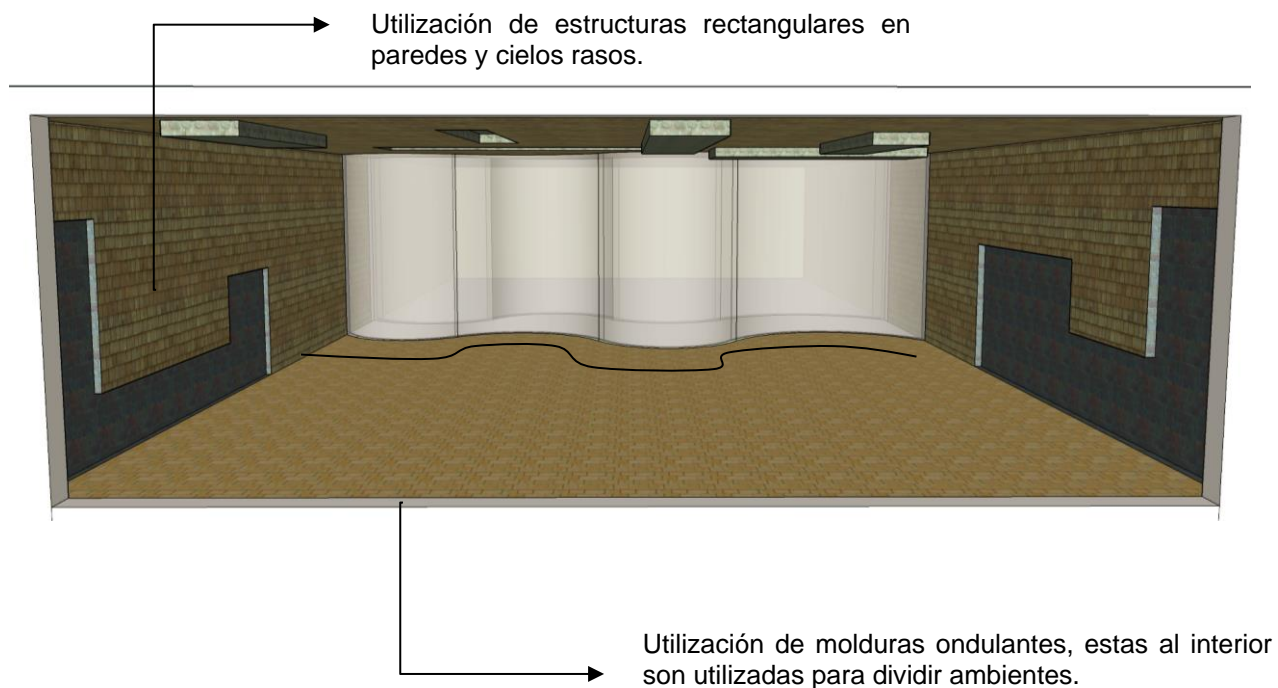 Utilización de estructuras rectangulares en
paredes y cielos rasos.
Utilización de molduras ondulantes, estas al interior
son utilizadas para dividir ambientes.